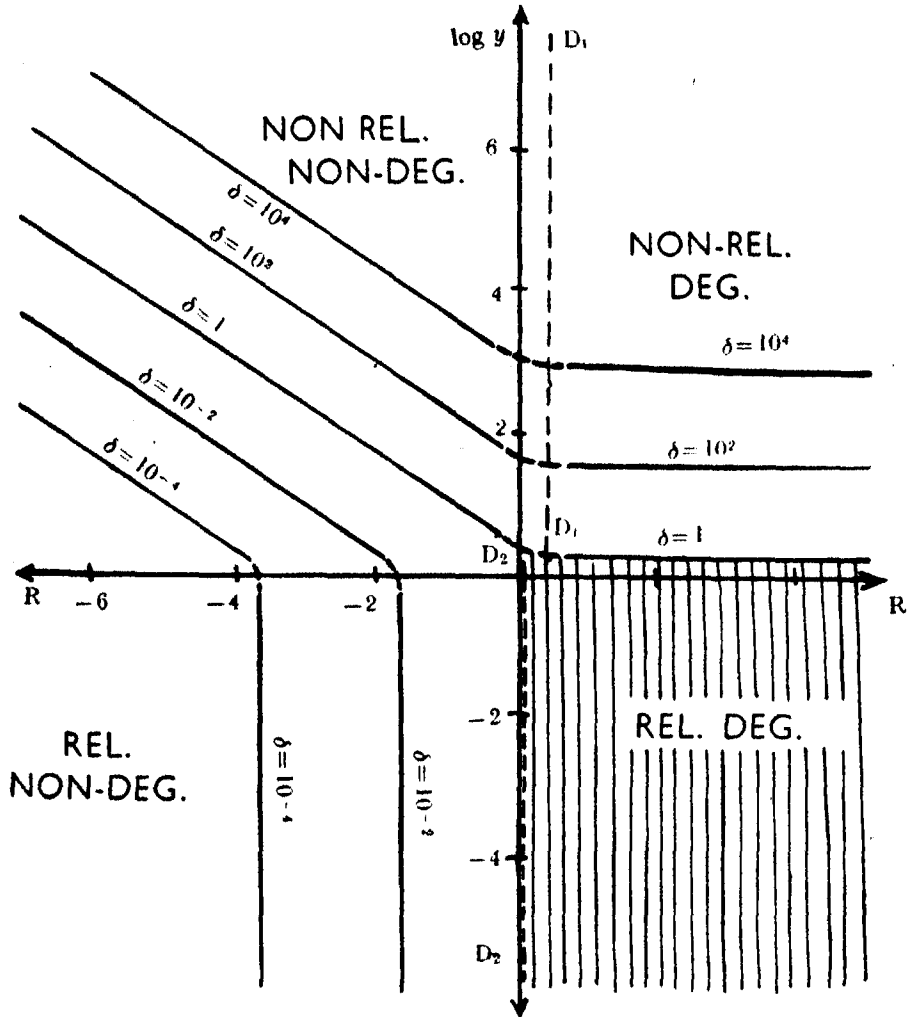 log y
D₁
NON REL.
NON-DEG.
6
δ = 10⁴
NON-REL.
DEG.
δ = 10²
4
δ = 1
δ = 10⁴
δ = 10⁻²
2
δ = 10²
δ = 10⁻⁴
D₁
D₂
δ = 1
R
−6
−4
−2
R
−2
REL. DEG.
REL.
NON-DEG.
δ = 10⁻⁴
δ = 10⁻²
−4
D₂